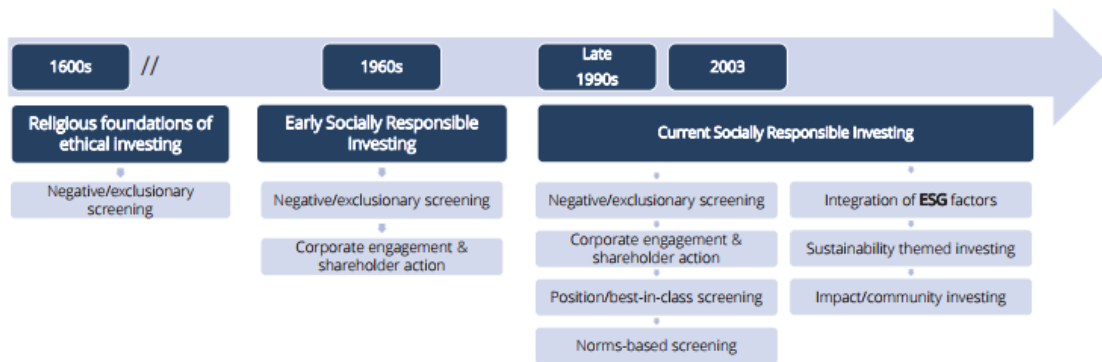 1600s
//
1960s
Late
1990s
2003
Religious foundations of
ethical investing
Negative/exclusionary
screening
Early Socially Responsible
Investing
Negative/exclusionary screening
Corporate engagement &
shareholder action
Current Socially Responsible Investing
Negative/exclusionary screening
Corporate engagement &
shareholder action
Position/best-in-class screening
Norms-based screening
Integration of ESG factors
Sustainability themed investing
Impact/community investing